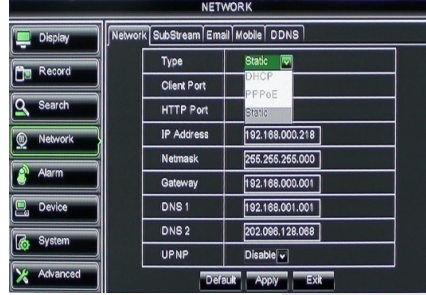 NETWORK
Display
Record
Search
Network
Alarm
Device
System
Advanced
Network SubStream Email Mobile DDNS
Type Static
DHCP
PPPoE
Static
Client Port
HTTP Port
IP Address 192.168.000.218
Netmask 255.255.255.000
Gateway 192.168.000.001
DNS 1 192.168.001.001
DNS 2 202.096.128.068
UPNP Disable
Default Apply Exit